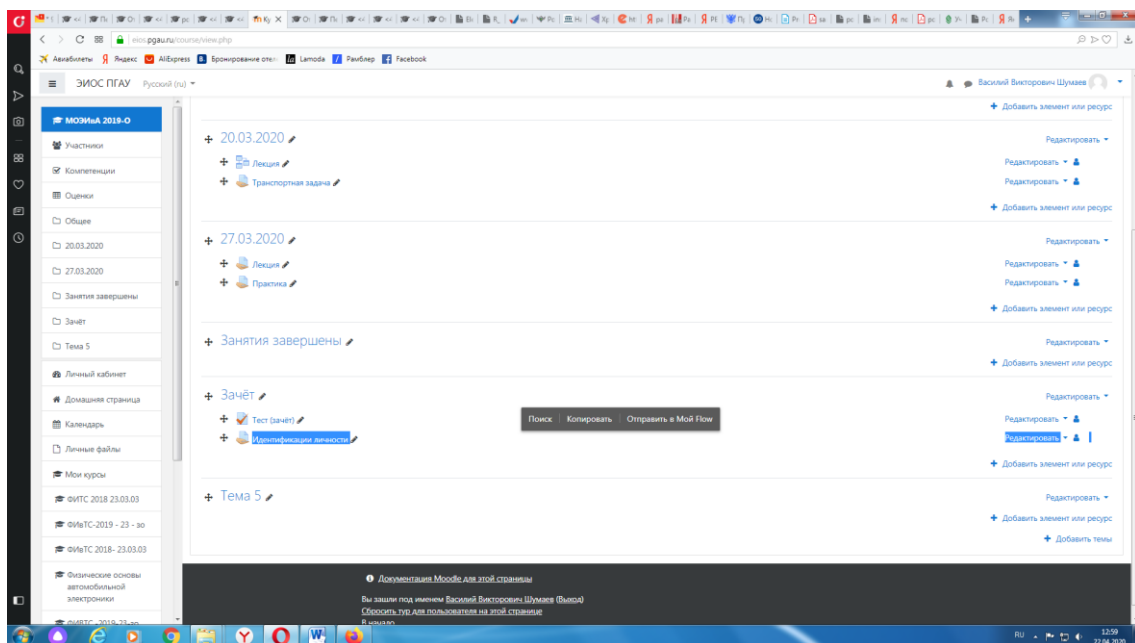 eios.pgau.ru/course/view.php
Авиабилеты Яндекс AliExpress Бронирование отел Lamoda Рамблер Facebook
ЭИОС ПГАУ Русский (ru) Василий Викторович Шумаев
Добавить элемент или ресурс
МОЭИвА 2019-О
Участники
Компетенции
Оценки
Общее
20.03.2020
27.03.2020
Занятия завершены
Зачёт
Тема 5
Личный кабинет
Домашняя страница
Календарь
Личные файлы
Мои курсы
ФИТС 2018 23.03.03
ФИвТС-2019 - 23 - зо
ФИвТС 2018- 23.03.03
Физические основы
автомобильной
электроники
20.03.2020 Редактировать
Лекция Редактировать
Транспортная задача Редактировать
Добавить элемент или ресурс
27.03.2020 Редактировать
Лекция Редактировать
Практика Редактировать
Добавить элемент или ресурс
Занятия завершены Редактировать
Добавить элемент или ресурс
Зачёт Редактировать
Тест (зачёт) Редактировать
Поиск Копировать Отправить в Мой Flow
Идентификации личности Редактировать
Добавить элемент или ресурс
Тема 5 Редактировать
Добавить элемент или ресурс
Добавить темы
Документация Moodle для этой страницы
Вы зашли под именем Василий Викторович Шумаев (Выход)
Сбросить тур для пользователя на этой странице
В начало
RU 12:59
22.04.2020